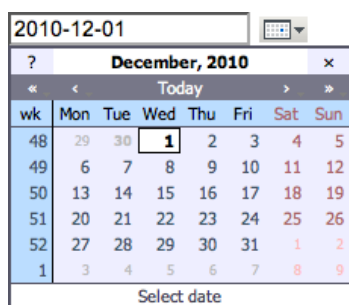 2010-12-01
? December, 2010 ×
« ‹ Today › »
wk Mon Tue Wed Thu Fri Sat Sun
48 29 30 1 2 3 4 5
49 6 7 8 9 10 11 12
50 13 14 15 16 17 18 19
51 20 21 22 23 24 25 26
52 27 28 29 30 31 1 2
1 3 4 5 6 7 8 9
Select date